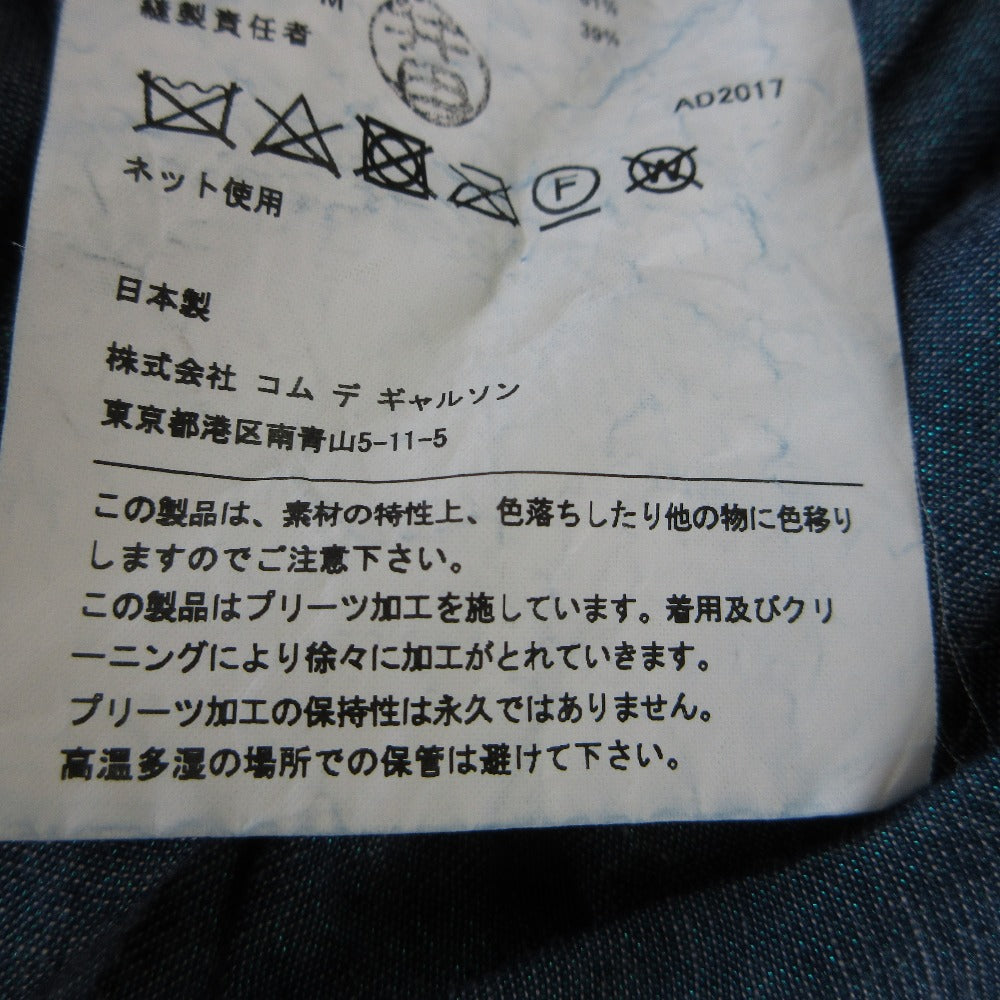 M
縫製責任者
39%
AD2017
F
W
ネット使用
日本製
株式会社 コム デ ギャルソン
東京都港区南青山5-11-5
この製品は、素材の特性上、色落ちしたり他の物に色移り
しますのでご注意下さい。
この製品はプリーツ加工を施しています。着用及びクリ
ーニングにより徐々に加工がとれていきます。
プリーツ加工の保持性は永久ではありません。
高温多湿の場所での保管は避けて下さい。